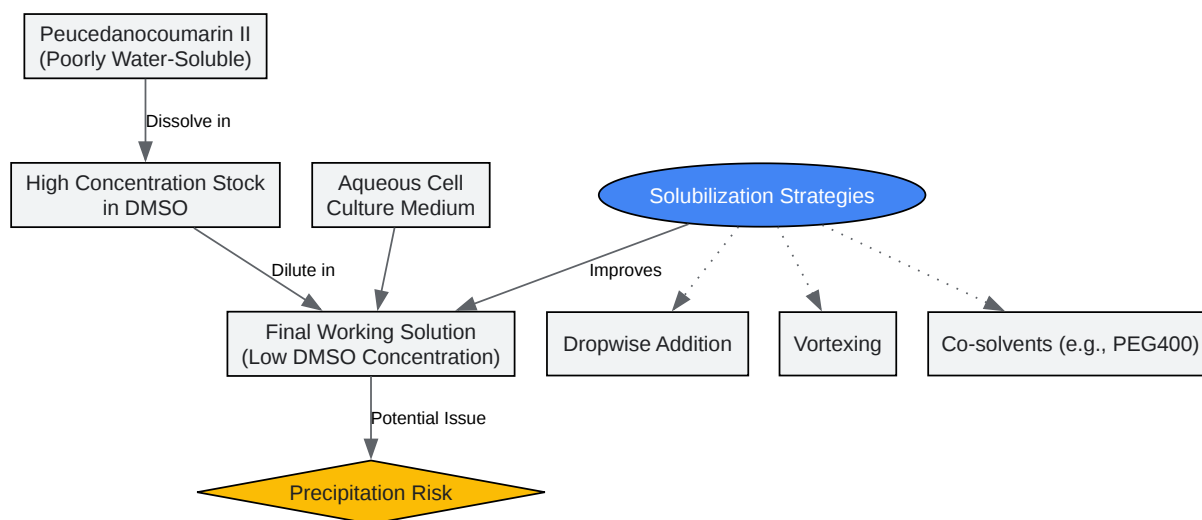 Peucedanocoumarin II
(Poorly Water-Soluble)
Dissolve in
High Concentration Stock
in DMSO
Aqueous Cell
Culture Medium
Solubilization Strategies
Dilute in
Improves
Final Working Solution
(Low DMSO Concentration)
Dropwise Addition
Vortexing
Co-solvents (e.g., PEG400)
Potential Issue
Precipitation Risk